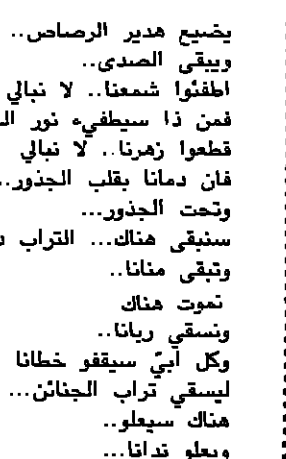 يضيع هدير الرصاص..
ويبقى الصدى..
اطفئوا شمعنا.. لا نبالي
فمن ذا سيطفيء نور
قطعوا زهرنا.. لا نبالي
فان دمانا بقلب الجذور..
وتحت الجذور...
سنبقى هناك... التراب
وتبقى منانا..
تموت هناك
ونسقي ربانا..
وكل ابيّ سيقفو خطانا
ليسقي تراب الجنائن...
هناك سيعلو..
ويعلو ندانا...